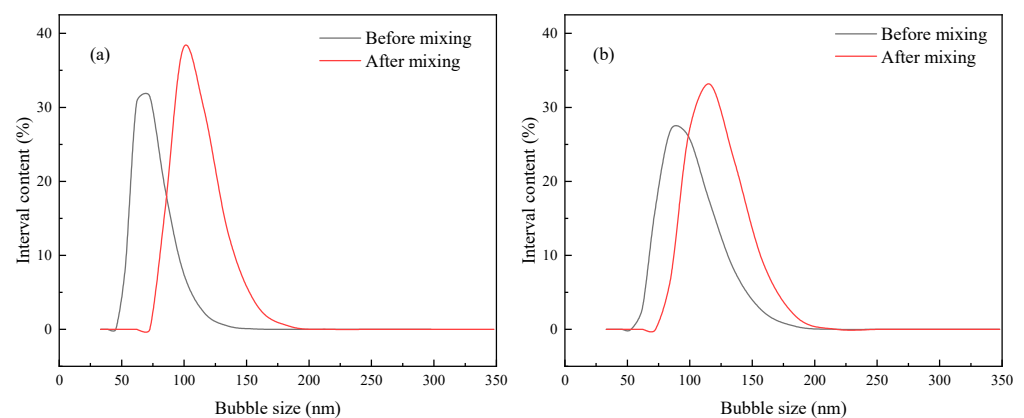 (a)
Before mixing
After mixing
Interval content (%)
40
30
20
10
0
0 50 100 150 200 250 300 350
Bubble size (nm)
(b)
Before mixing
After mixing
Interval content (%)
40
30
20
10
0
0 50 100 150 200 250 300 350
Bubble size (nm)